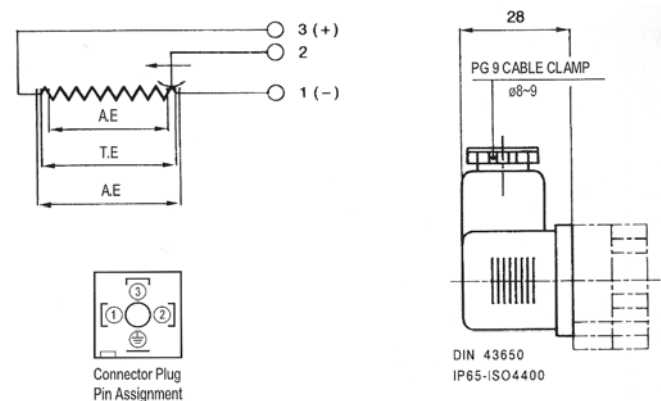 3 (+)
2
1 (−)
A.E
T.E
A.E
3
1
2
Connector Plug
Pin Assignment
28
PG 9 CABLE CLAMP
ø8~9
DIN 43650
IP65-ISO4400